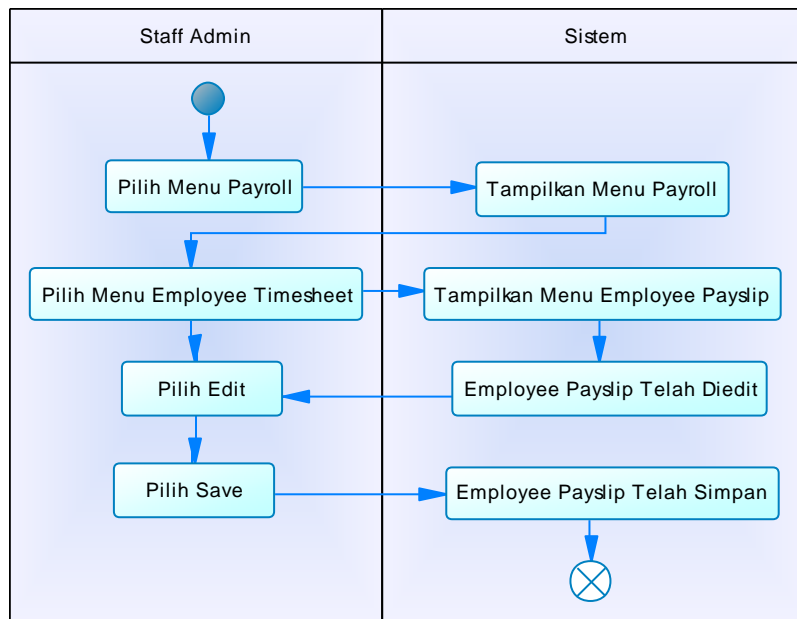 Staff Admin
Sistem
Pilih Menu Payroll
Tampilkan Menu Payroll
Pilih Menu Employee Timesheet
Tampilkan Menu Employee Payslip
Pilih Edit
Employee Payslip Telah Diedit
Pilih Save
Employee Payslip Telah Simpan